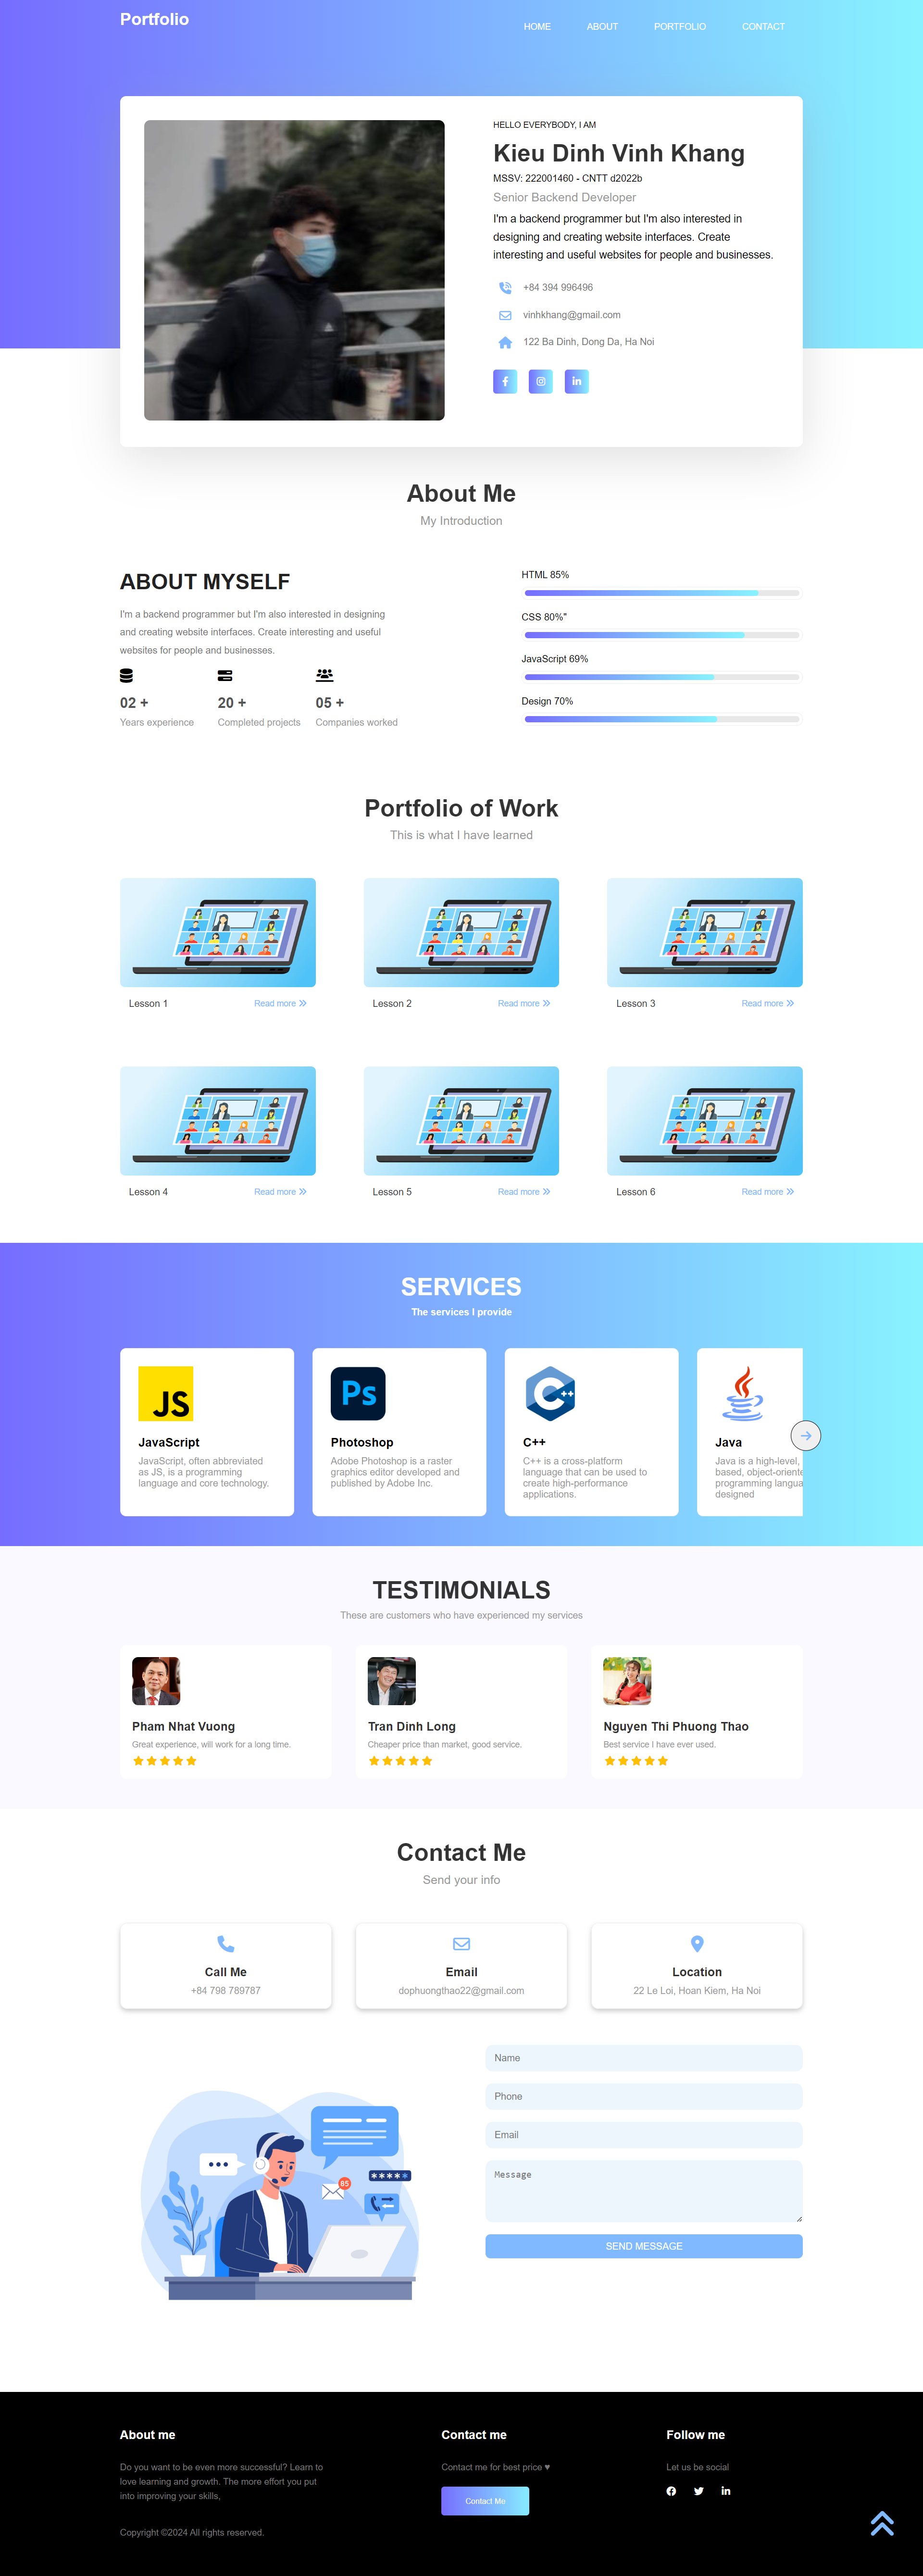 Portfolio
HOME
ABOUT
PORTFOLIO
CONTACT
HELLO EVERYBODY, I AM
Kieu Dinh Vinh Khang
MSSV: 222001460 - CNTT d2022b
Senior Backend Developer
I'm a backend programmer but I'm also interested in
designing and creating website interfaces. Create
interesting and useful websites for people and businesses.
+84 394 996496
vinhkhang@gmail.com
122 Ba Dinh, Dong Da, Ha Noi
About Me
My Introduction
ABOUT MYSELF
I'm a backend programmer but I'm also interested in designing
and creating website interfaces. Create interesting and useful
websites for people and businesses.
02 +
Years experience
20 +
Completed projects
05 +
Companies worked
HTML 85%
CSS 80%"
JavaScript 69%
Design 70%
Portfolio of Work
This is what I have learned
Lesson 1
Read more
Lesson 2
Read more
Lesson 3
Read more
Lesson 4
Read more
Lesson 5
Read more
Lesson 6
Read more
SERVICES
The services I provide
JS
JavaScript
JavaScript, often abbreviated
as JS, is a programming
language and core technology.
Ps
Photoshop
Adobe Photoshop is a raster
graphics editor developed and
published by Adobe Inc.
C++
C++
C++ is a cross-platform
language that can be used to
create high-performance
applications.
Java
Java is a high-level,
based, object-oriente
programming langua
designed
TESTIMONIALS
These are customers who have experienced my services
Pham Nhat Vuong
Great experience, will work for a long time.
Tran Dinh Long
Cheaper price than market, good service.
Nguyen Thi Phuong Thao
Best service I have ever used.
Contact Me
Send your info
Call Me
+84 798 789787
Email
dophuongthao22@gmail.com
Location
22 Le Loi, Hoan Kiem, Ha Noi
85
*****
Name
Phone
Email
Message
SEND MESSAGE
About me
Do you want to be even more successful? Learn to
love learning and growth. The more effort you put
into improving your skills,
Copyright ©2024 All rights reserved.
Contact me
Contact me for best price ♥
Contact Me
Follow me
Let us be social